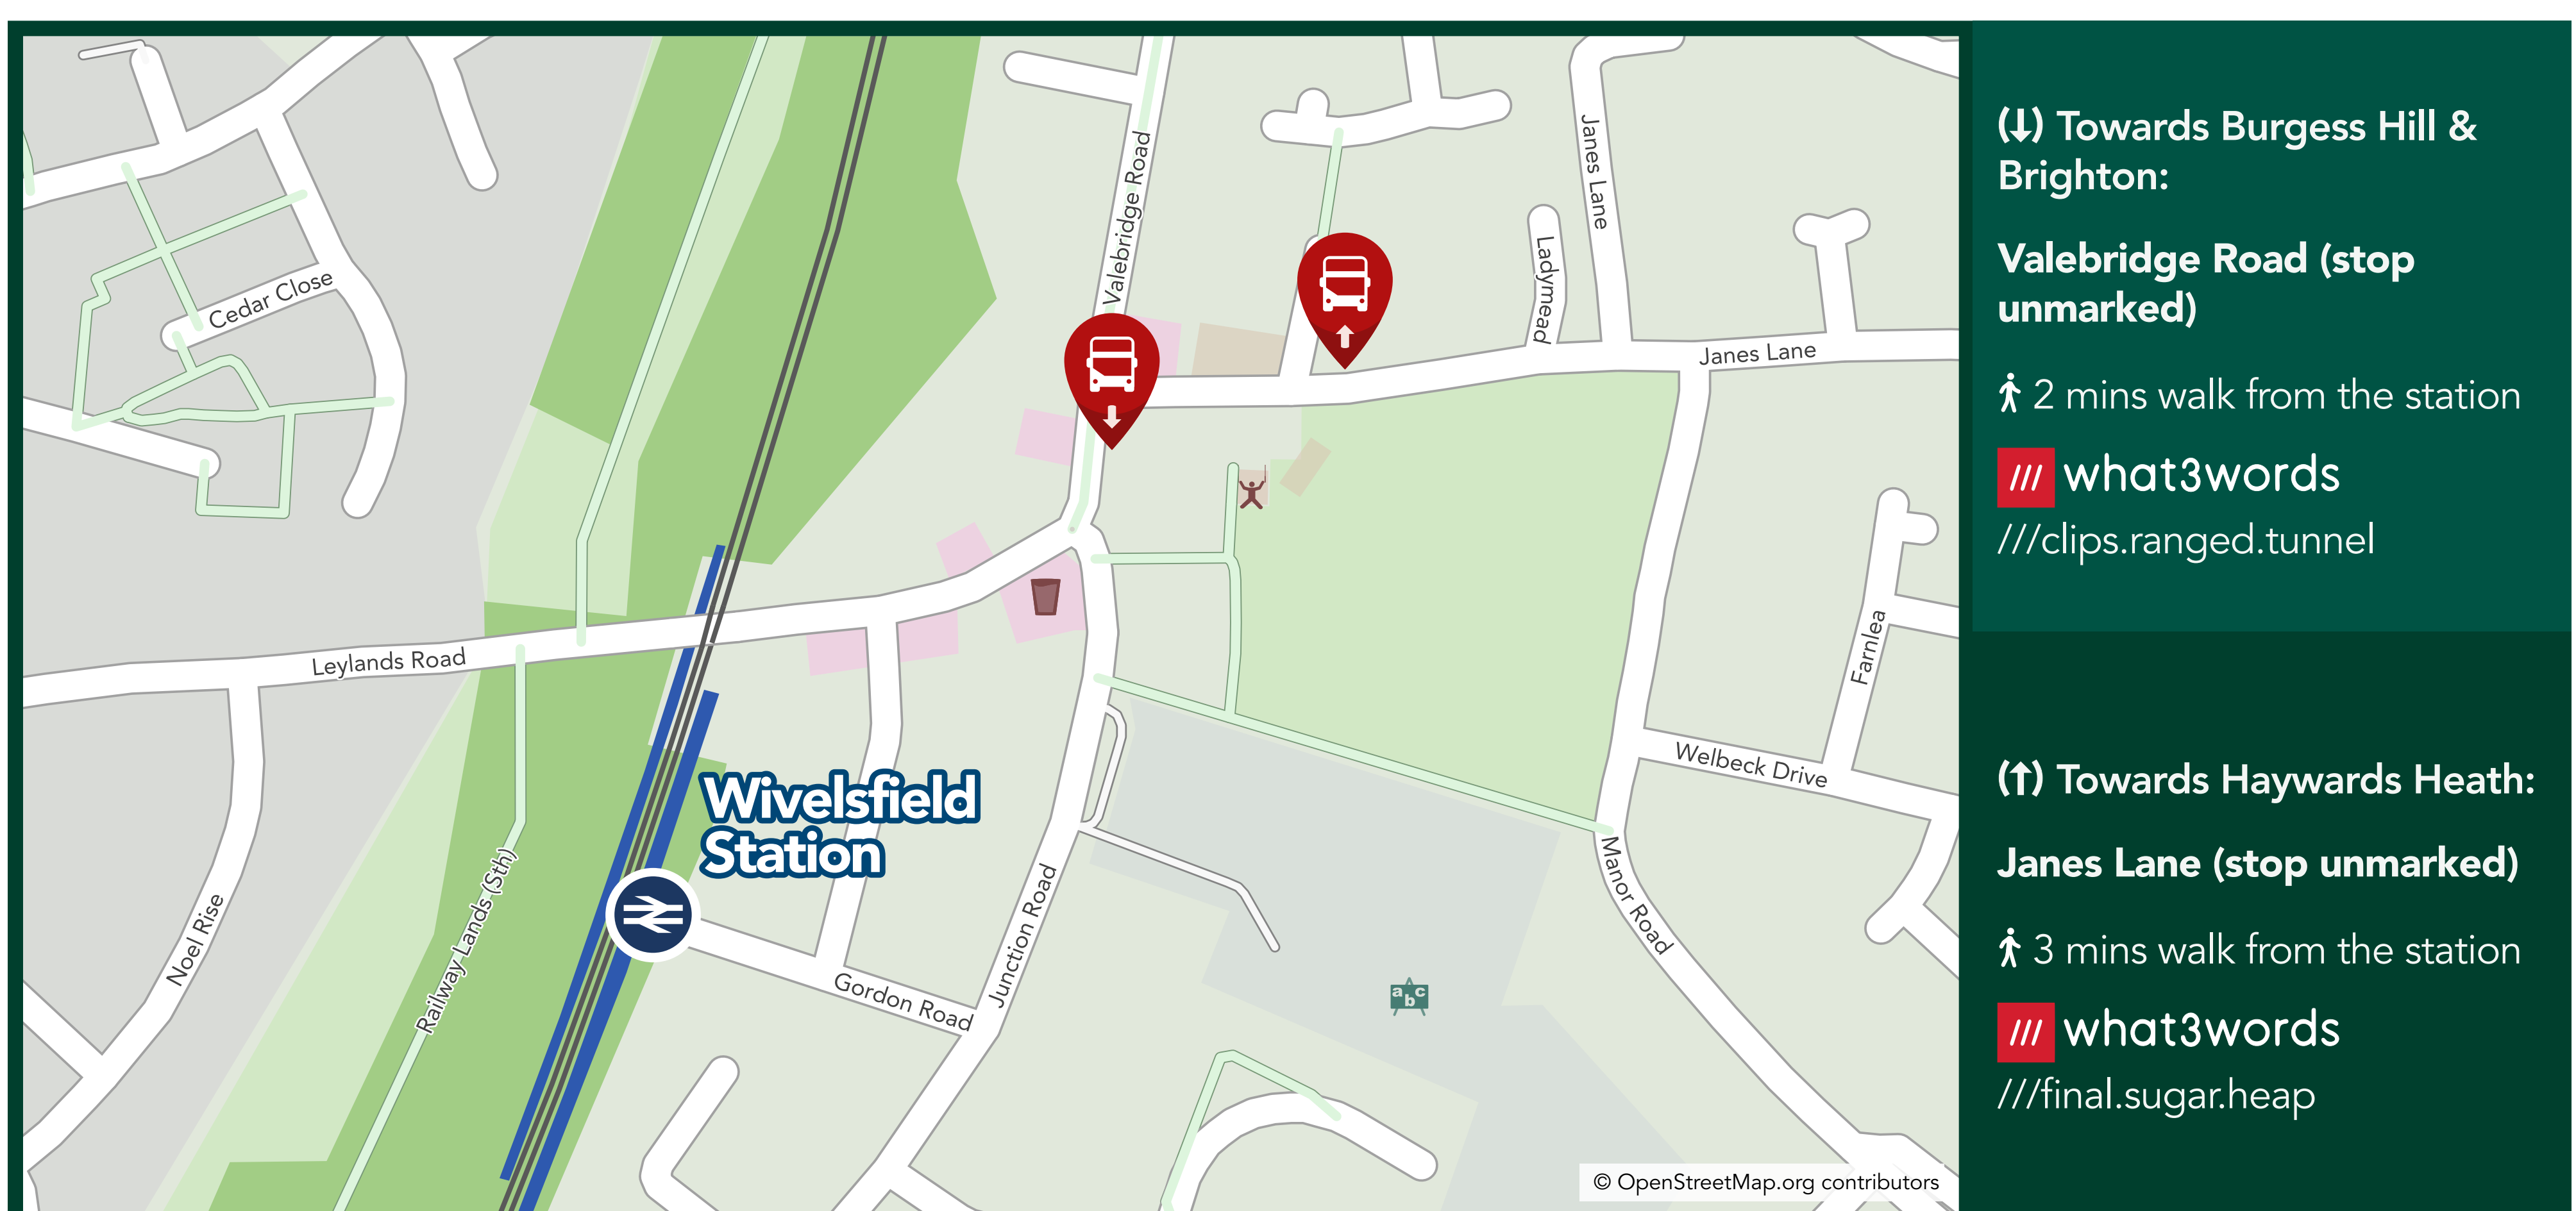 Cedar Close
Valebridge Road
Janes Lane
Ladymead
Janes Lane
Leylands Road
Farnlea
Welbeck Drive
Wivelsfield
Station
Noel Rise
Railway Lands (Sth)
Gordon Road
Junction Road
Manor Road
abc
© OpenStreetMap.org contributors
(↓) Towards Burgess Hill &
Brighton:
Valebridge Road (stop
unmarked)
2 mins walk from the station
/// what3words
///clips.ranged.tunnel
(↑) Towards Haywards Heath:
Janes Lane (stop unmarked)
3 mins walk from the station
/// what3words
///final.sugar.heap